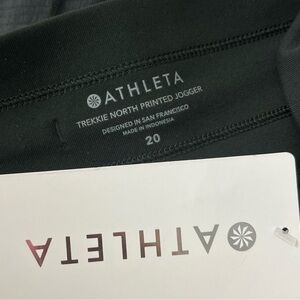 ATHLETA
TREKKIE NORTH PRINTED JOGGER
DESIGNED IN SAN FRANCISCO
MADE IN INDONESIA
20
ATHLETA